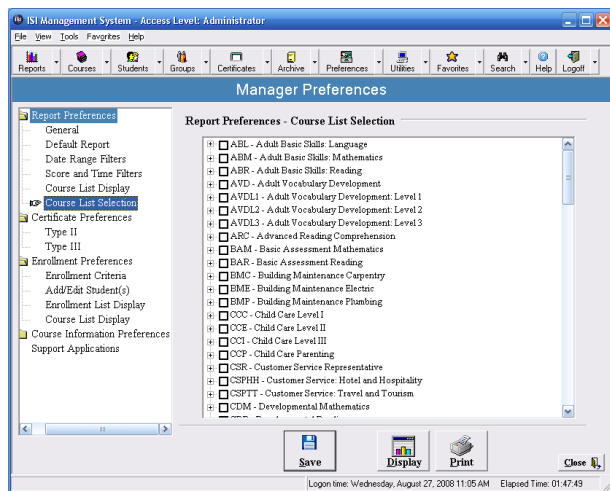 ISI Management System - Access Level: Administrator
File View Tools Favorites Help
Reports Courses Students Groups Certificates Archive Preferences Utilities Favorites Search Help Logoff
Manager Preferences
Report Preferences
General
Default Report
Date Range Filters
Score and Time Filters
Course List Display
Course List Selection
Certificate Preferences
Type II
Type III
Enrollment Preferences
Enrollment Criteria
Add/Edit Student(s)
Enrollment List Display
Course List Display
Course Information Preferences
Support Applications
Report Preferences - Course List Selection
ABL - Adult Basic Skills: Language
ABM - Adult Basic Skills: Mathematics
ABR - Adult Basic Skills: Reading
AVD - Adult Vocabulary Development
AVDL1 - Adult Vocabulary Development: Level 1
AVDL2 - Adult Vocabulary Development: Level 2
AVDL3 - Adult Vocabulary Development: Level 3
ARC - Advanced Reading Comprehension
BAM - Basic Assessment Mathematics
BAR - Basic Assessment Reading
BMC - Building Maintenance Carpentry
BME - Building Maintenance Electric
BMP - Building Maintenance Plumbing
CCC - Child Care Level I
CCE - Child Care Level II
CCI - Child Care Level III
CCP - Child Care Parenting
CSR - Customer Service Representative
CSPHH - Customer Service: Hotel and Hospitality
CSPTT - Customer Service: Travel and Tourism
CDM - Developmental Mathematics
Save Display Print Close
Logon time: Wednesday, August 27, 2008 11:05 AM Elapsed Time: 01:47:49